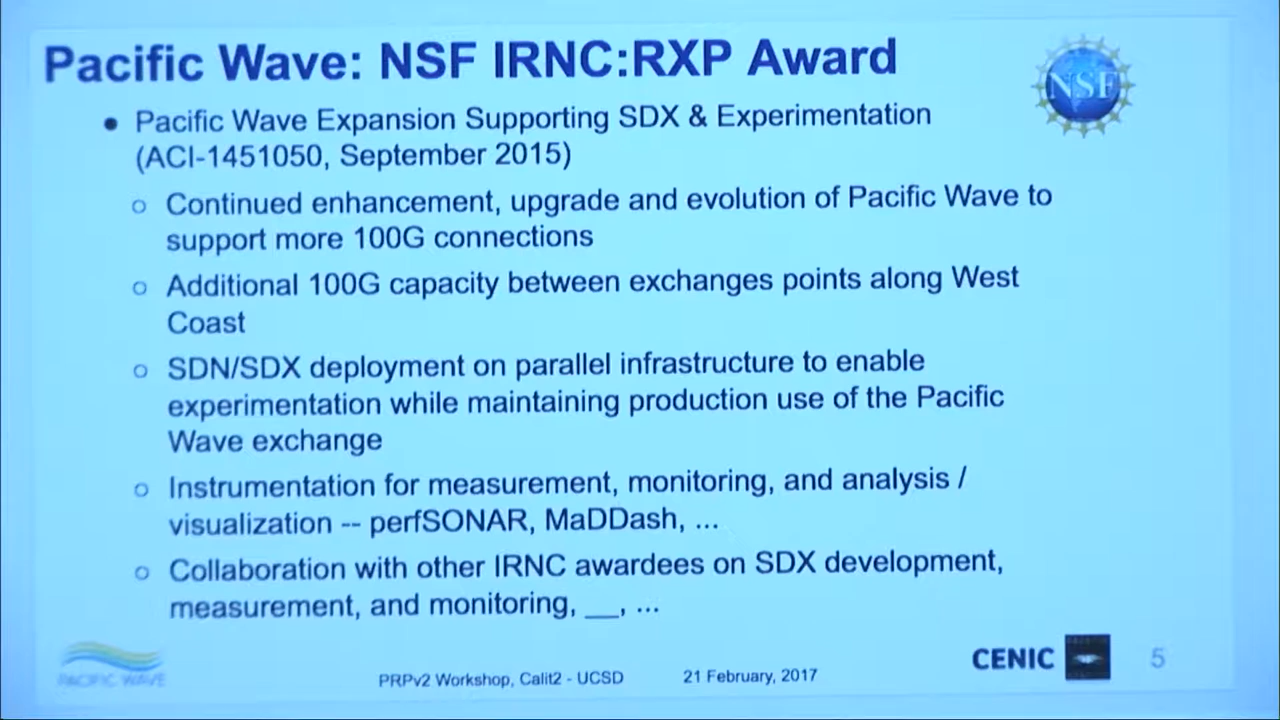 Pacific Wave: NSF IRNC:RXP Award
NSF
● Pacific Wave Expansion Supporting SDX & Experimentation
(ACI-1451050, September 2015)
○ Continued enhancement, upgrade and evolution of Pacific Wave to
support more 100G connections
○ Additional 100G capacity between exchanges points along West
Coast
○ SDN/SDX deployment on parallel infrastructure to enable
experimentation while maintaining production use of the Pacific
Wave exchange
○ Instrumentation for measurement, monitoring, and analysis /
visualization -- perfSONAR, MaDDash, ...
○ Collaboration with other IRNC awardees on SDX development,
measurement, and monitoring, __, ...
PACIFIC WAVE
PRPv2 Workshop, Calit2 - UCSD
21 February, 2017
CENIC
5